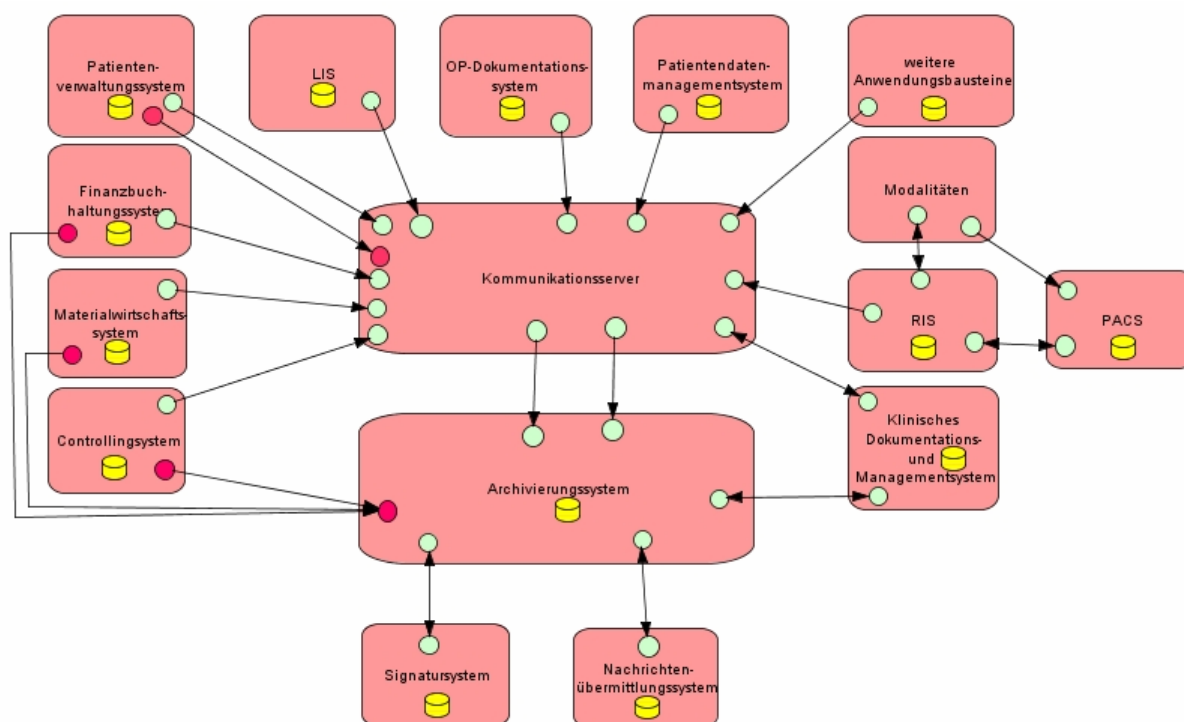 Patienten-
verwaltungssystem
LIS
OP-Dokumentations-
system
Patientendaten-
managementsystem
weitere
Anwendungsbausteine
Finanzbuch-
haltungssystem
Modalitäten
Kommunikationsserver
Materialwirtschafts-
system
RIS
PACS
Controllingsystem
Klinisches
Dokumentations-
und
Managementsystem
Archivierungssystem
Signatursystem
Nachrichten-
übermittlungssystem